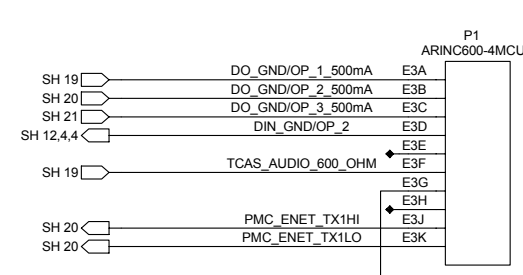 P1
ARINC600-4MCU
SH 19 DO_GND/OP_1_500mA E3A
SH 20 DO_GND/OP_2_500mA E3B
SH 21 DO_GND/OP_3_500mA E3C
SH 12,4,4 DIN_GND/OP_2 E3D
E3E
SH 19 TCAS_AUDIO_600_OHM E3F
E3G
E3H
SH 20 PMC_ENET_TX1HI E3J
SH 20 PMC_ENET_TX1LO E3K